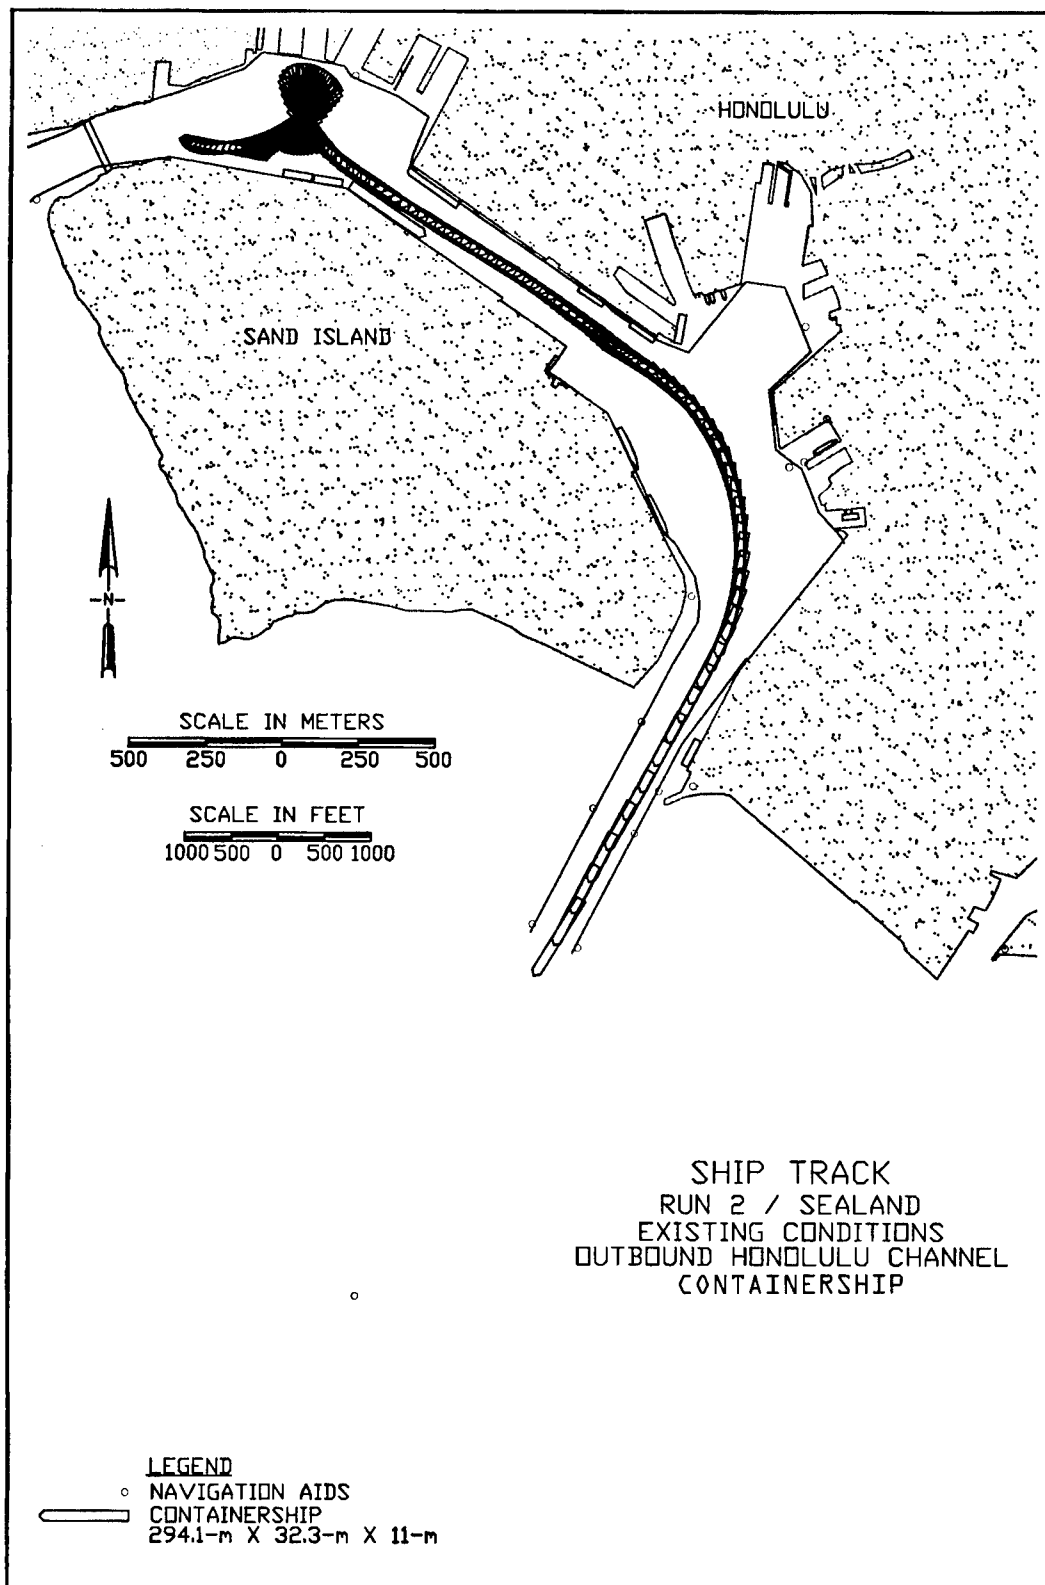 HONOLULU
SAND ISLAND
N
SCALE IN METERS
500 250 0 250 500
SCALE IN FEET
1000 500 0 500 1000
SHIP TRACK
RUN 2 / SEALAND
EXISTING CONDITIONS
OUTBOUND HONOLULU CHANNEL
CONTAINERSHIP
LEGEND
NAVIGATION AIDS
CONTAINERSHIP
294.1-m X 32.3-m X 11-m